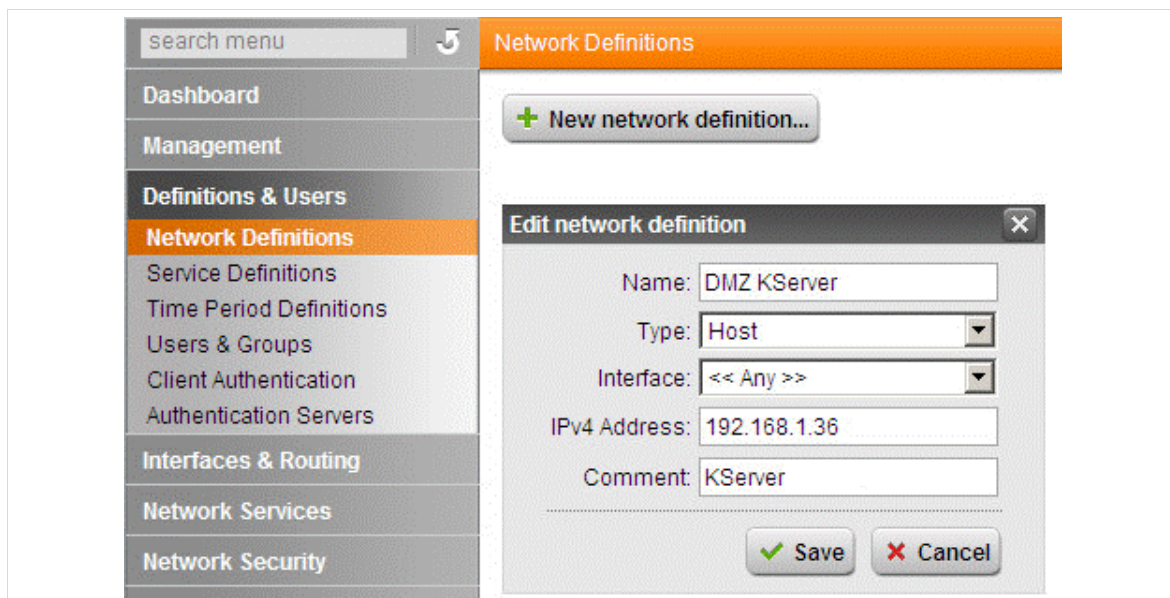 search menu
Network Definitions
Dashboard
Management
Definitions & Users
Network Definitions
Service Definitions
Time Period Definitions
Users & Groups
Client Authentication
Authentication Servers
Interfaces & Routing
Network Services
Network Security
New network definition...
Edit network definition
Name: DMZ KServer
Type: Host
Interface: << Any >>
IPv4 Address: 192.168.1.36
Comment: KServer
Save Cancel